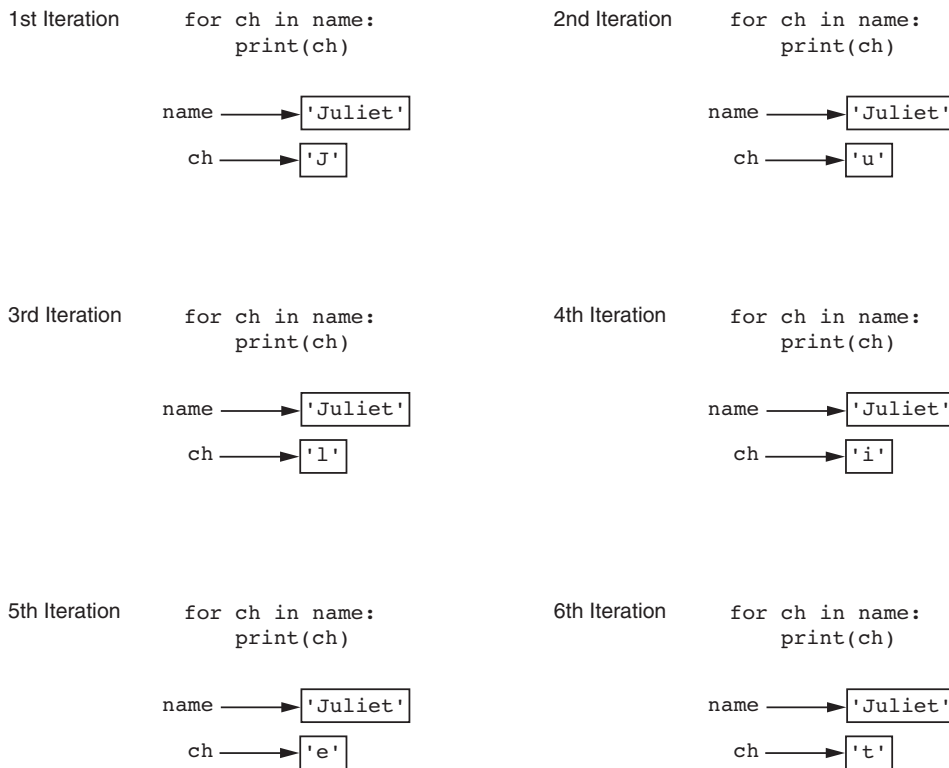 1st Iteration
for ch in name:
print(ch)
name 'Juliet'
ch 'J'
2nd Iteration
for ch in name:
print(ch)
name 'Juliet'
ch 'u'
3rd Iteration
for ch in name:
print(ch)
name 'Juliet'
ch 'l'
4th Iteration
for ch in name:
print(ch)
name 'Juliet'
ch 'i'
5th Iteration
for ch in name:
print(ch)
name 'Juliet'
ch 'e'
6th Iteration
for ch in name:
print(ch)
name 'Juliet'
ch 't'